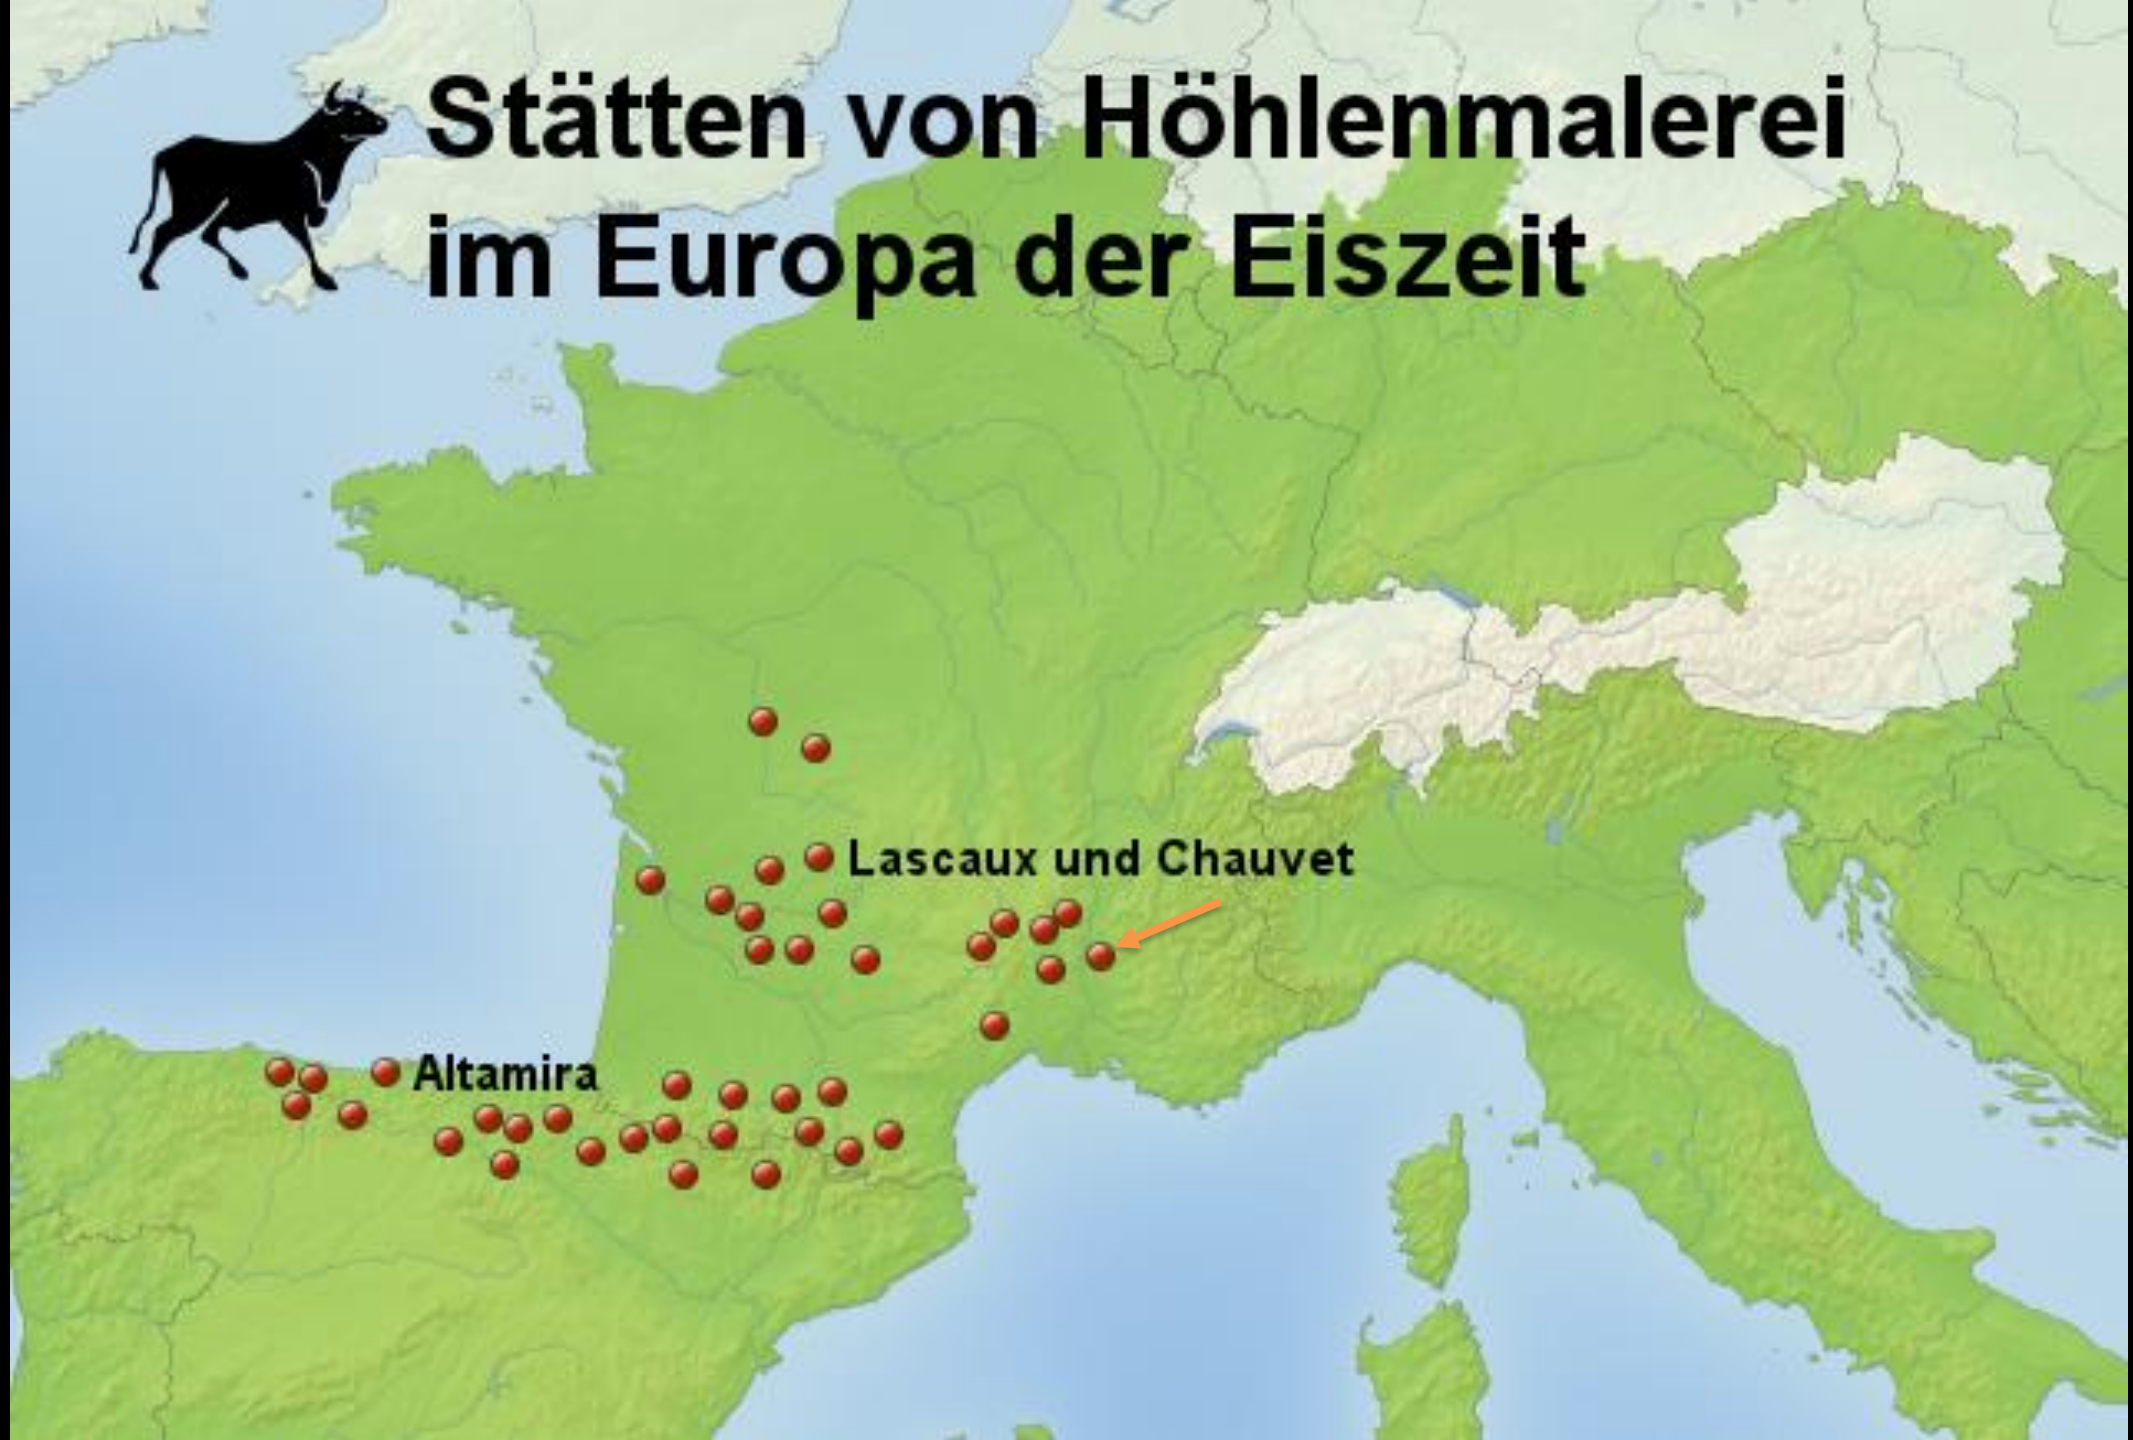 Stätten von Höhlenmalerei
im Europa der Eiszeit
Lascaux und Chauvet
Altamira